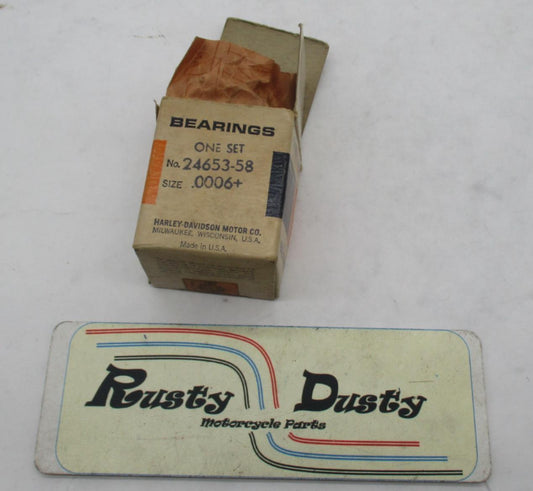 BEARINGS
ONE SET
No. 24653-58
SIZE .0006+
HARLEY-DAVIDSON MOTOR CO.
MILWAUKEE, WISCONSIN, U.S.A.
Made in U.S.A.
Rusty Dusty
Motorcycle Parts